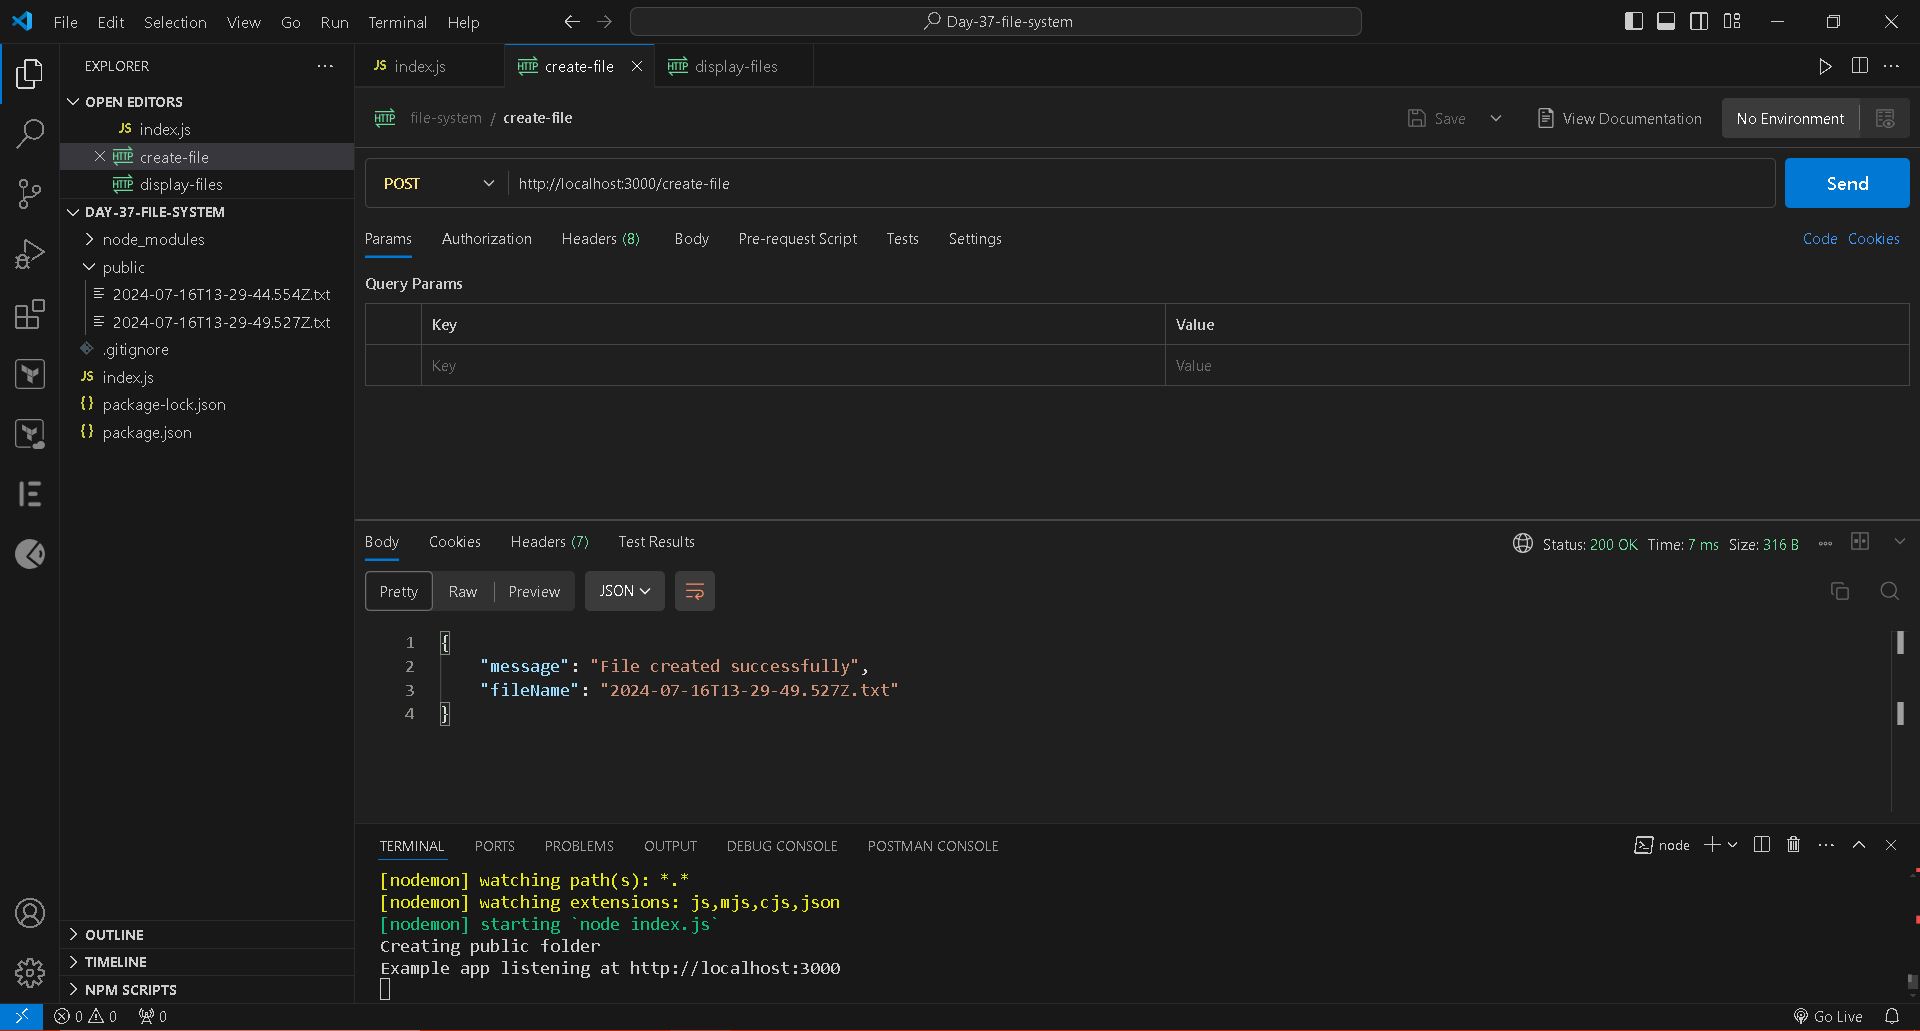 File Edit Selection View Go Run Terminal Help Day-37-file-system
EXPLORER
OPEN EDITORS
JS index.js
HTTP create-file
HTTP display-files
DAY-37-FILE-SYSTEM
node_modules
public
2024-07-16T13-29-44.554Z.txt
2024-07-16T13-29-49.527Z.txt
.gitignore
JS index.js
{} package-lock.json
{} package.json
OUTLINE
TIMELINE
NPM SCRIPTS
JS index.js HTTP create-file HTTP display-files
HTTP file-system / create-file Save View Documentation No Environment
POST http://localhost:3000/create-file Send
Params Authorization Headers (8) Body Pre-request Script Tests Settings Code Cookies
Query Params
Key Value
Key Value
Body Cookies Headers (7) Test Results Status: 200 OK Time: 7 ms Size: 316 B
Pretty Raw Preview JSON
1 {
2 "message": "File created successfully",
3 "fileName": "2024-07-16T13-29-49.527Z.txt"
4 }
TERMINAL PORTS PROBLEMS OUTPUT DEBUG CONSOLE POSTMAN CONSOLE node
[nodemon] watching path(s): *.*
[nodemon] watching extensions: js,mjs,cjs,json
[nodemon] starting `node index.js`
Creating public folder
Example app listening at http://localhost:3000
0 0 0 Go Live